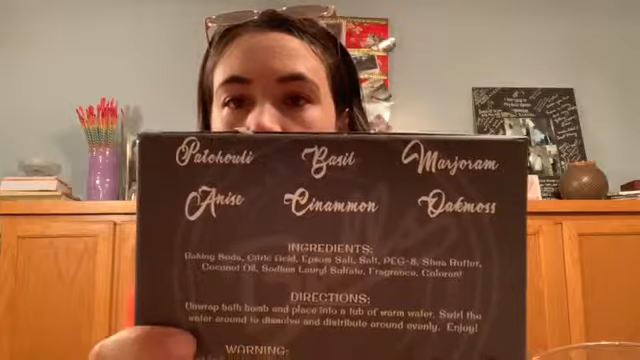 Patchouli Basil Marjoram
Anise Cinammon Oakmoss
INGREDIENTS:
Baking Soda, Citric Acid, Epsom Salt, Salt, PEG-8, Shea Butter,
Coconut Oil, Sodium Lauryl Sulfate, Fragrance, Colorant
DIRECTIONS:
Unwrap bath bomb and place into a tub of warm water. Swirl the
water around to dissolve and distribute around evenly. Enjoy!
WARNING: